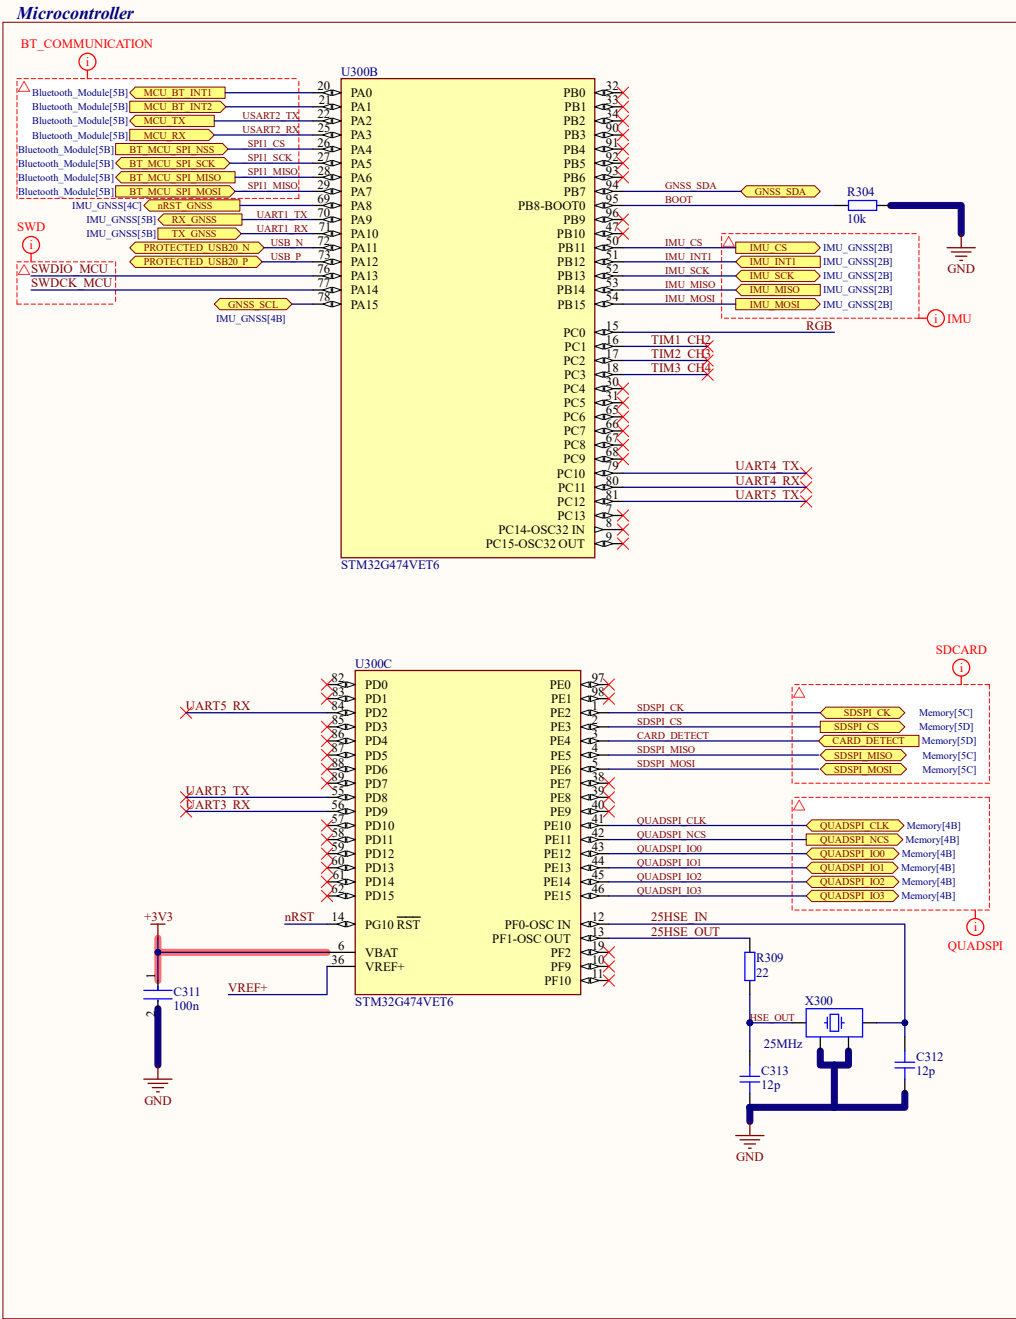 Microcontroller
BT_COMMUNICATION
i
U300B
Bluetooth_Module[5B] MCU_BT_INT1 20 PA0
Bluetooth_Module[5B] MCU_BT_INT2 21 PA1
Bluetooth_Module[5B] MCU_TX USART2_TX 22 PA2
Bluetooth_Module[5B] MCU_RX USART2_RX 25 PA3
Bluetooth_Module[5B] BT_MCU_SPI_NSS SPI1_CS 26 PA4
Bluetooth_Module[5B] BT_MCU_SPI_SCK SPI1_SCK 27 PA5
Bluetooth_Module[5B] BT_MCU_SPI_MISO SPI1_MISO 28 PA6
Bluetooth_Module[5B] BT_MCU_SPI_MOSI SPI1_MISO 29 PA7
IMU_GNSS[4C] nRST_GNSS 69 PA8
IMU_GNSS[5B] RX_GNSS UART1_TX 70 PA9
IMU_GNSS[5B] TX_GNSS UART1_RX 71 PA10
PROTECTED_USB20_N USB_N 72 PA11
PROTECTED_USB20_P USB_P 73 PA12
SWD
i
SWDIO_MCU 76 PA13
SWDCK_MCU 77 PA14
GNSS_SCL 78 PA15
IMU_GNSS[4B]
PB0 32
PB1 33
PB2 34
PB3 90
PB4 91
PB5 92
PB6 93
PB7 94 GNSS_SDA GNSS_SDA
PB8-BOOT0 95 BOOT R304 10k GND
PB9 96
PB10 47
PB11 50 IMU_CS IMU_CS IMU_GNSS[2B]
PB12 51 IMU_INT1 IMU_INT1 IMU_GNSS[2B]
PB13 52 IMU_SCK IMU_SCK IMU_GNSS[2B]
PB14 53 IMU_MISO IMU_MISO IMU_GNSS[2B]
PB15 54 IMU_MOSI IMU_MOSI IMU_GNSS[2B]
i IMU
PC0 15 RGB
PC1 16 TIM1_CH2
PC2 17 TIM2_CH3
PC3 18 TIM3_CH4
PC4 30
PC5 31
PC6 65
PC7 66
PC8 67
PC9 68
PC10 79 UART4_TX
PC11 80 UART4_RX
PC12 81 UART5_TX
PC13 7
PC14-OSC32 IN 8
PC15-OSC32 OUT 9
STM32G474VET6
U300C
82 PD0
83 PD1
UART5_RX 84 PD2
85 PD3
86 PD4
87 PD5
88 PD6
89 PD7
UART3_TX 55 PD8
UART3_RX 56 PD9
57 PD10
58 PD11
59 PD12
60 PD13
61 PD14
62 PD15
nRST 14 PG10 RST
+3V3
6 VBAT
36 VREF+
VREF+
1
C311
100n
2
GND
SDCARD
i
PE0 97
PE1 98
PE2 1 SDSPI_CK SDSPI_CK Memory[5C]
PE3 2 SDSPI_CS SDSPI_CS Memory[5D]
PE4 3 CARD_DETECT CARD_DETECT Memory[5D]
PE5 4 SDSPI_MISO SDSPI_MISO Memory[5C]
PE6 5 SDSPI_MOSI SDSPI_MOSI Memory[5C]
PE7 38
PE8 39
PE9 40
PE10 41 QUADSPI_CLK QUADSPI_CLK Memory[4B]
PE11 42 QUADSPI_NCS QUADSPI_NCS Memory[4B]
PE12 43 QUADSPI_IO0 QUADSPI_IO0 Memory[4B]
PE13 44 QUADSPI_IO1 QUADSPI_IO1 Memory[4B]
PE14 45 QUADSPI_IO2 QUADSPI_IO2 Memory[4B]
PE15 46 QUADSPI_IO3 QUADSPI_IO3 Memory[4B]
i
QUADSPI
PF0-OSC IN 12 25HSE_IN
PF1-OSC OUT 13 25HSE_OUT
PF2 19
PF9 10
PF10 11
STM32G474VET6
R309
22
X300
HSE_OUT
25MHz
C313
12p
C312
12p
GND